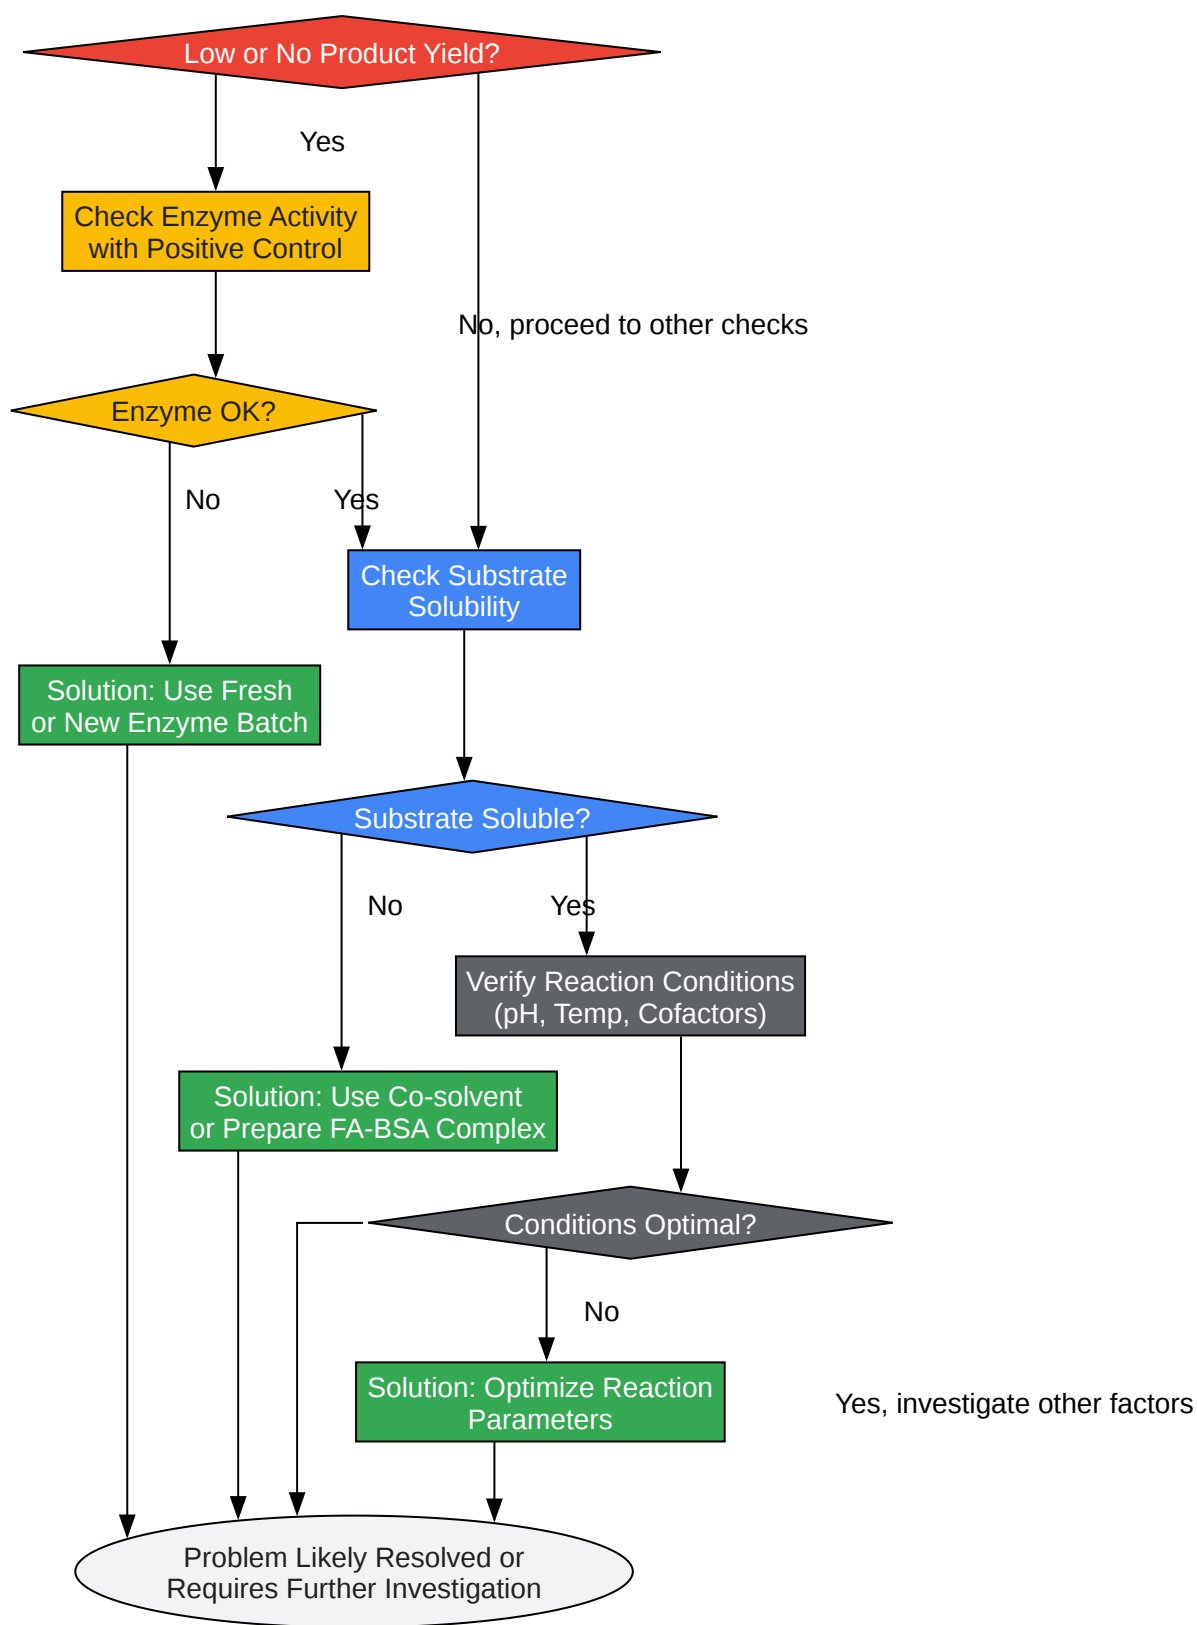 Low or No Product Yield?
Yes
Check Enzyme Activity
with Positive Control
No, proceed to other checks
Enzyme OK?
No
Yes
Check Substrate
Solubility
Solution: Use Fresh
or New Enzyme Batch
Substrate Soluble?
No
Yes
Verify Reaction Conditions
(pH, Temp, Cofactors)
Solution: Use Co-solvent
or Prepare FA-BSA Complex
Conditions Optimal?
No
Solution: Optimize Reaction
Parameters
Yes, investigate other factors
Problem Likely Resolved or
Requires Further Investigation